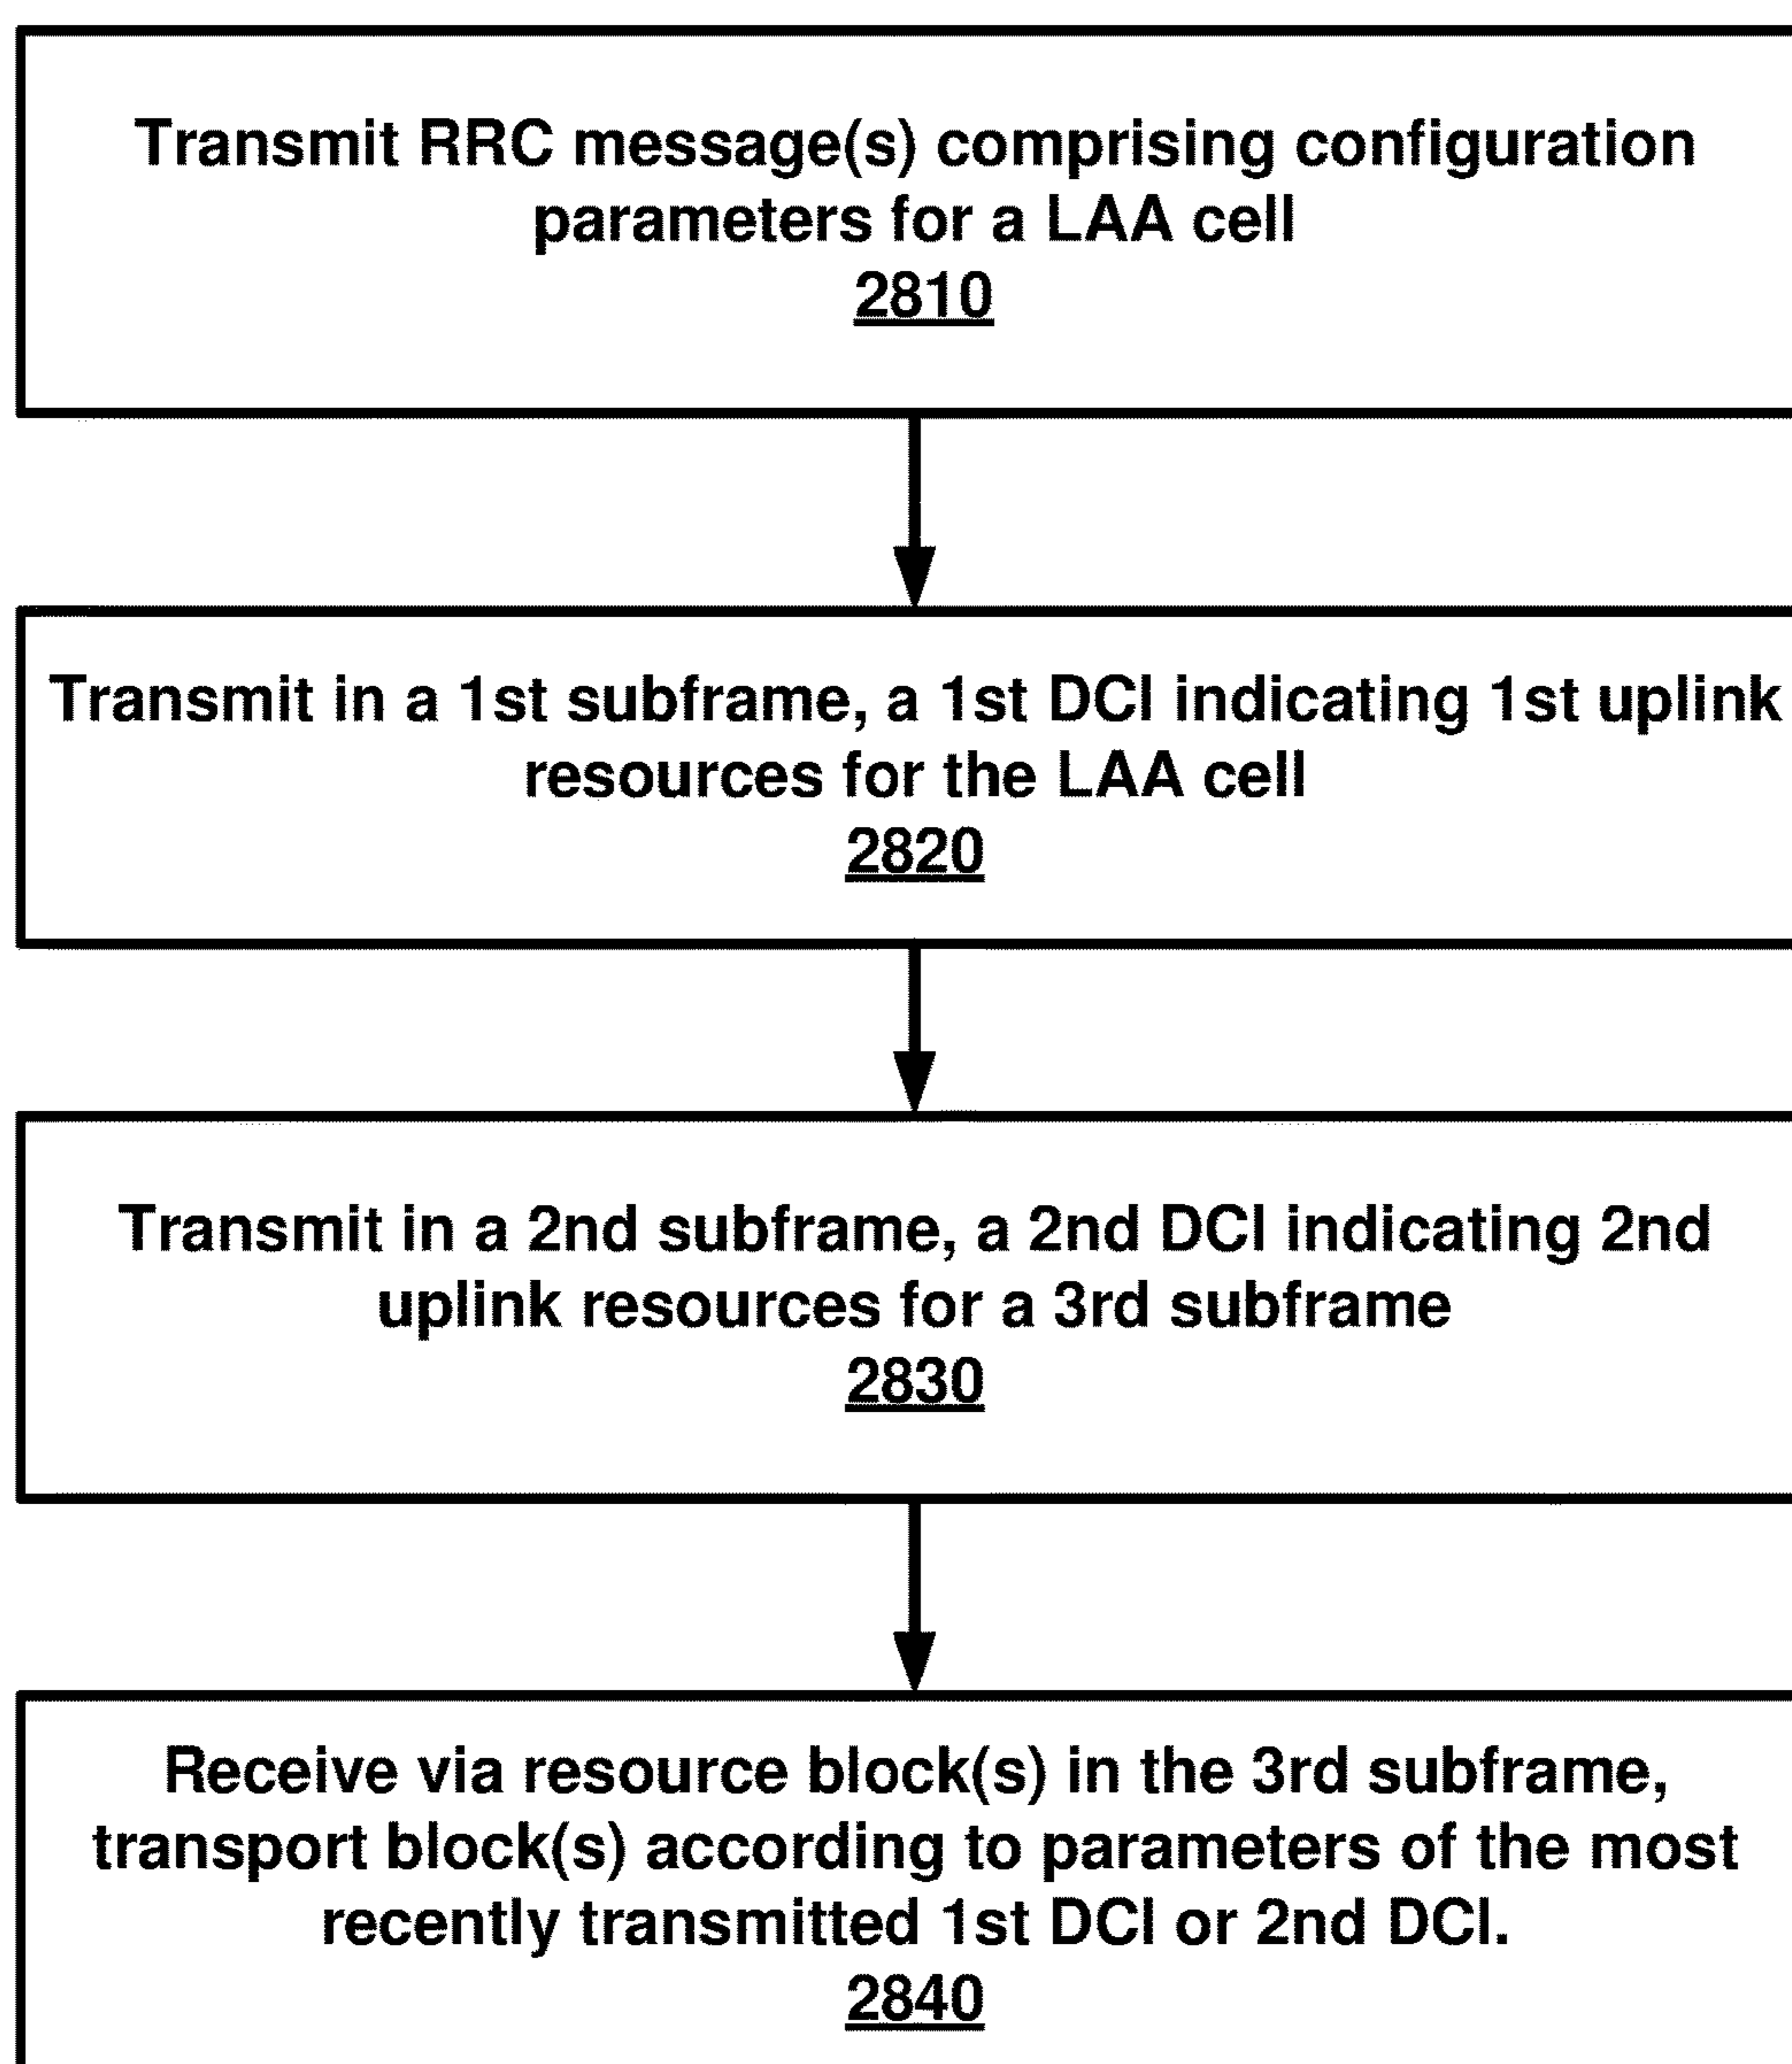 Transmit RRC message(s) comprising configuration
parameters for a LAA cell
2810
Transmit in a 1st subframe, a 1st DCI indicating 1st uplink
resources for the LAA cell
2820
Transmit in a 2nd subframe, a 2nd DCI indicating 2nd
uplink resources for a 3rd subframe
2830
Receive via resource block(s) in the 3rd subframe,
transport block(s) according to parameters of the most
recently transmitted 1st DCI or 2nd DCI.
2840